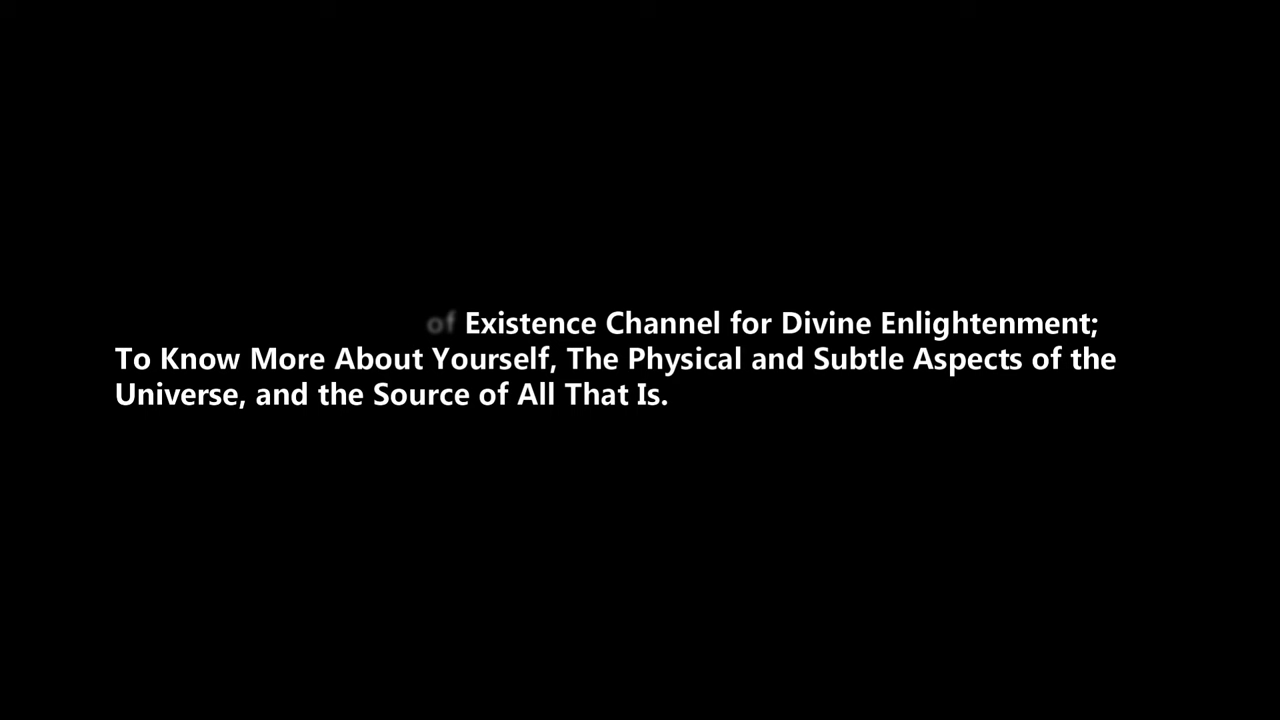 of Existence Channel for Divine Enlightenment;
To Know More About Yourself, The Physical and Subtle Aspects of the
Universe, and the Source of All That Is.